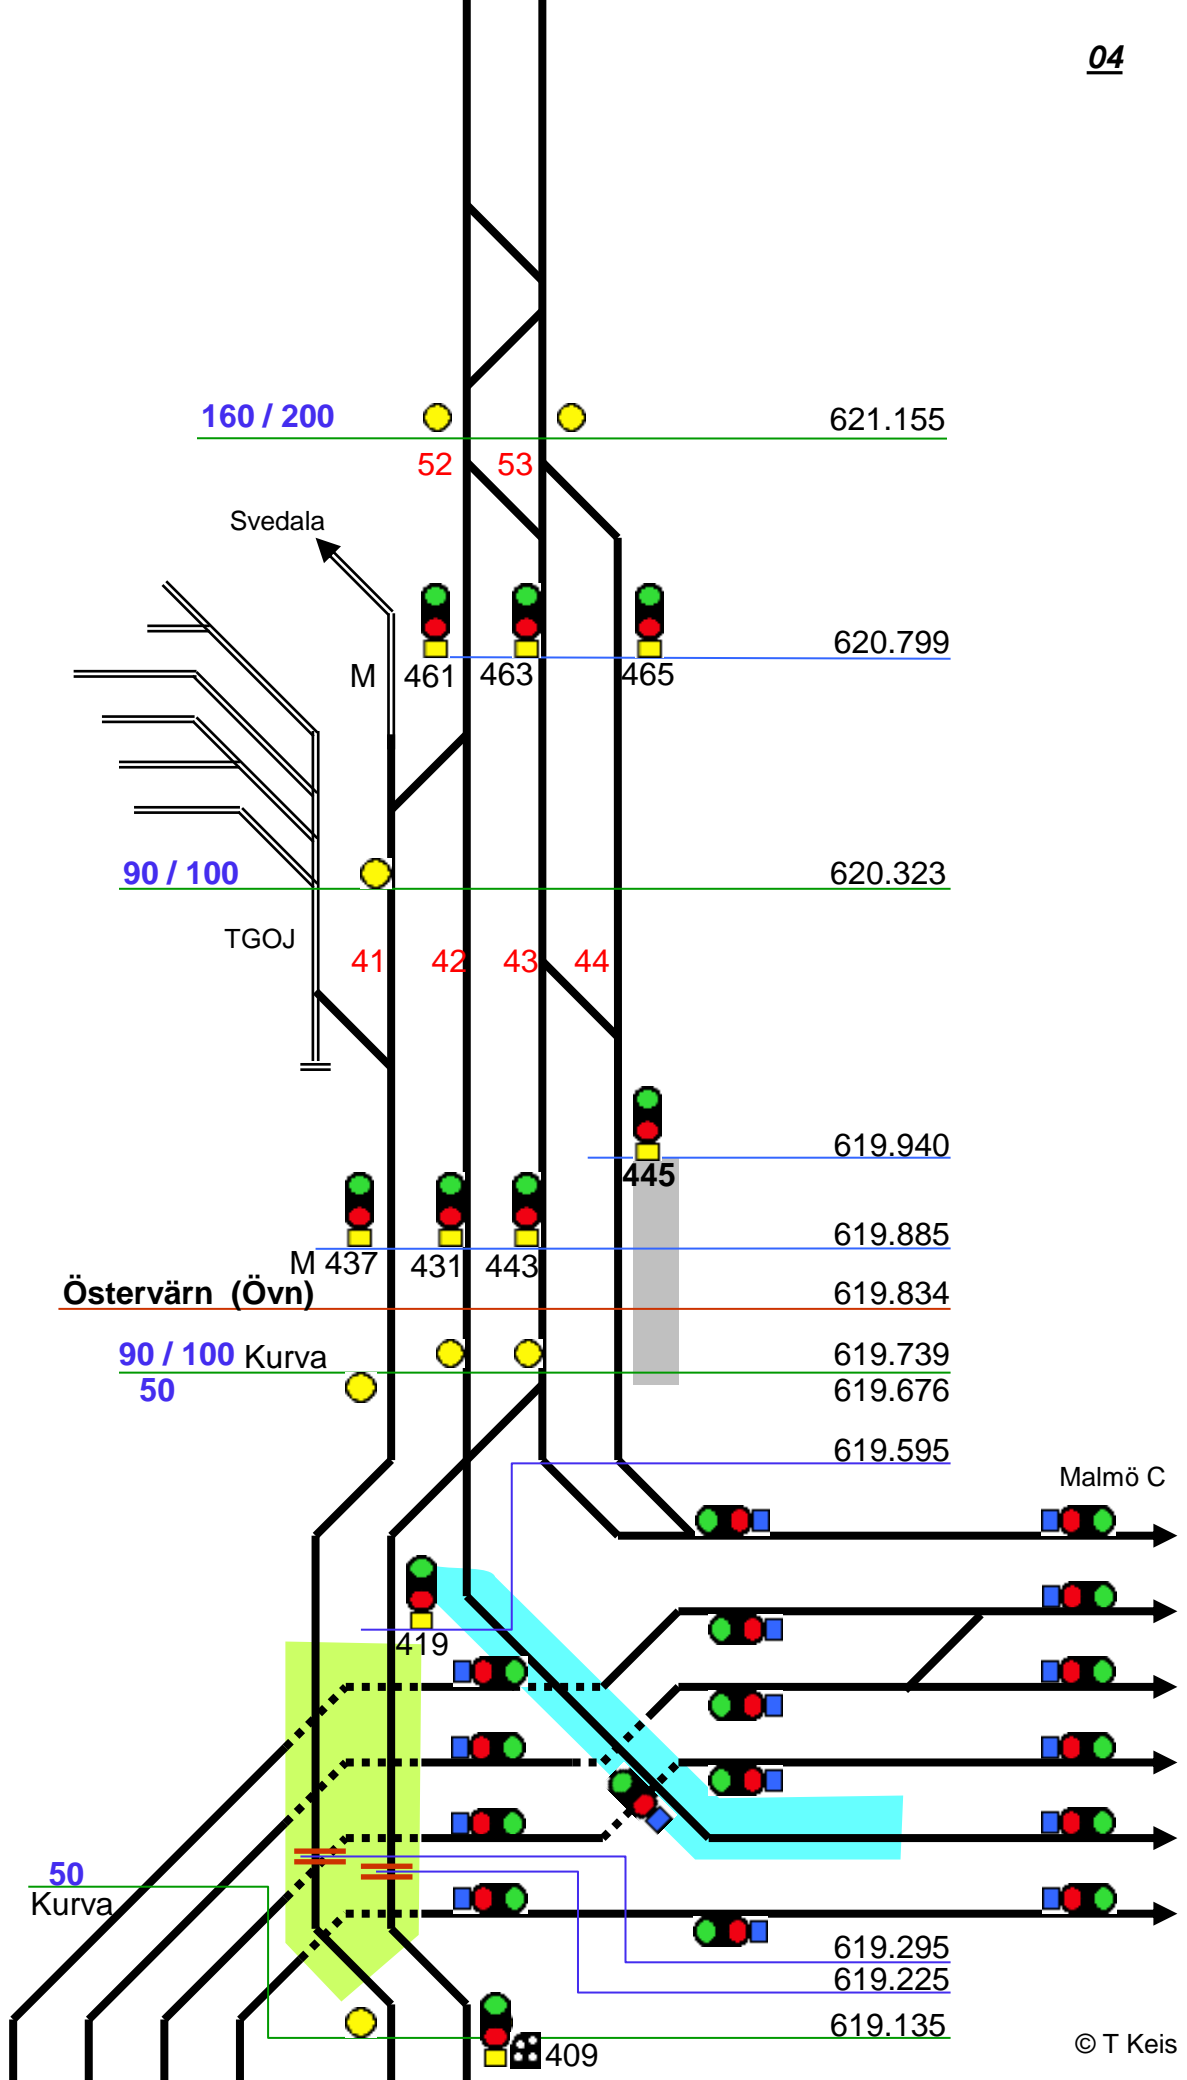 04
160 / 200 621.155
52 53
Svedala
620.799
M 461 463 465
90 / 100 620.323
TGOJ 41 42 43 44
619.940
445
619.885
M 437 431 443
Östervärn (Övn) 619.834
90 / 100 Kurva 619.739
50 619.676
619.595
Malmö C
419
50
Kurva
619.295
619.225
619.135
409 © T Keis